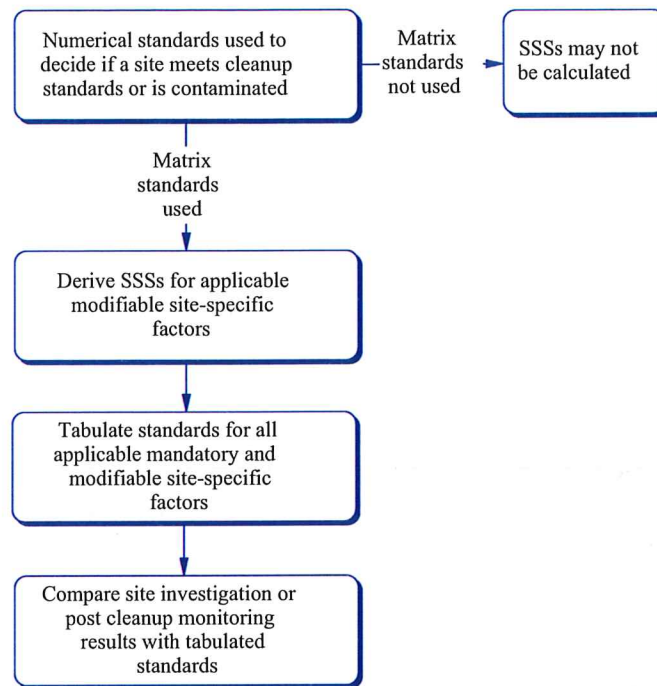 Numerical standards used to
decide if a site meets cleanup
standards or is contaminated
Matrix
standards
not used
SSSs may not
be calculated
Matrix
standards
used
Derive SSSs for applicable
modifiable site-specific
factors
Tabulate standards for all
applicable mandatory and
modifiable site-specific
factors
Compare site investigation or
post cleanup monitoring
results with tabulated
standards